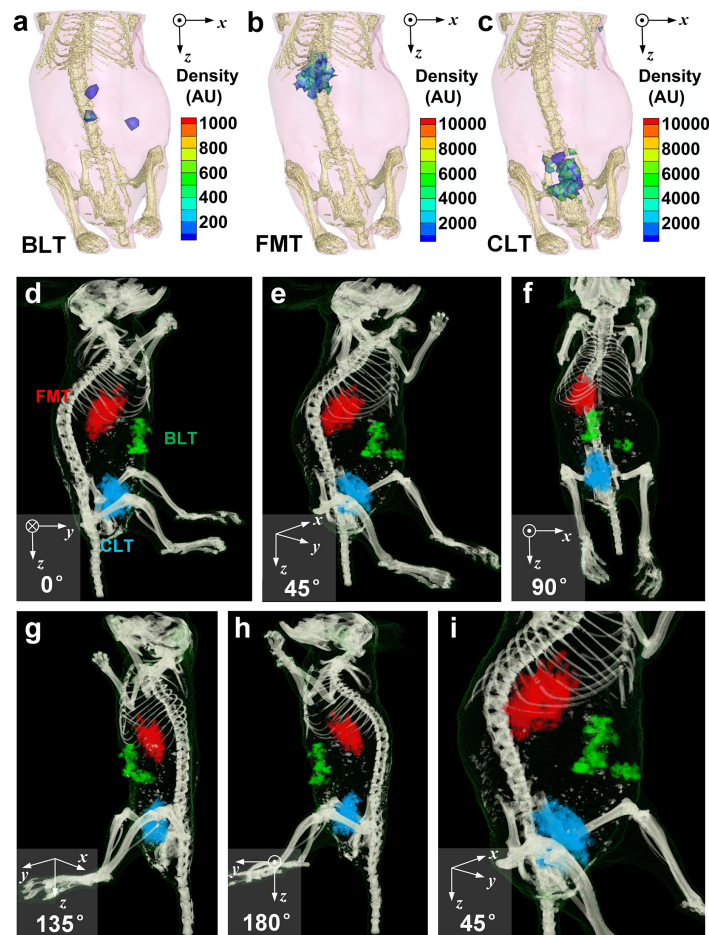 a
x
z
Density
(AU)
1000
800
600
400
200
BLT
b
x
z
Density
(AU)
10000
8000
6000
4000
2000
FMT
c
x
z
Density
(AU)
10000
8000
6000
4000
2000
CLT
d
FMT
BLT
CLT
y
z
0°
e
x
y
z
45°
f
x
z
90°
g
y
x
z
135°
h
y
z
180°
i
x
y
z
45°